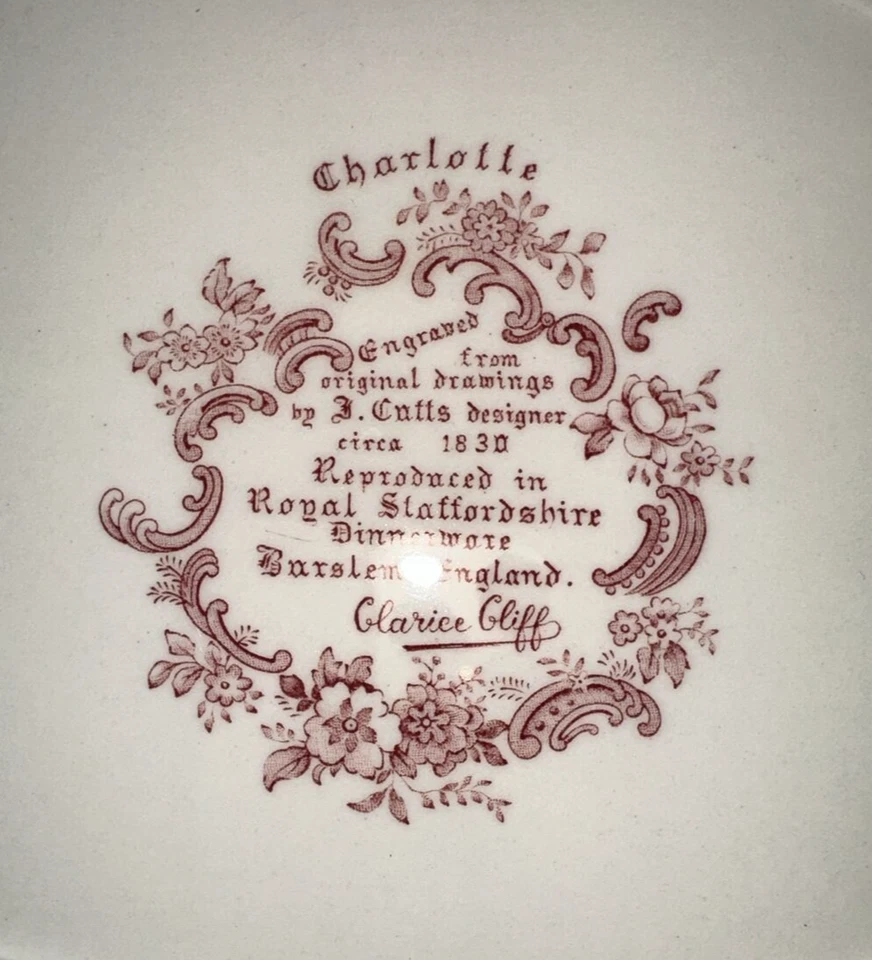 Charlotte
Engraved
from
original drawings
by J. Cutts designer
circa 1830
Reproduced in
Royal Staffordshire
Dinnerware
Burslem England.
Clarice Cliff